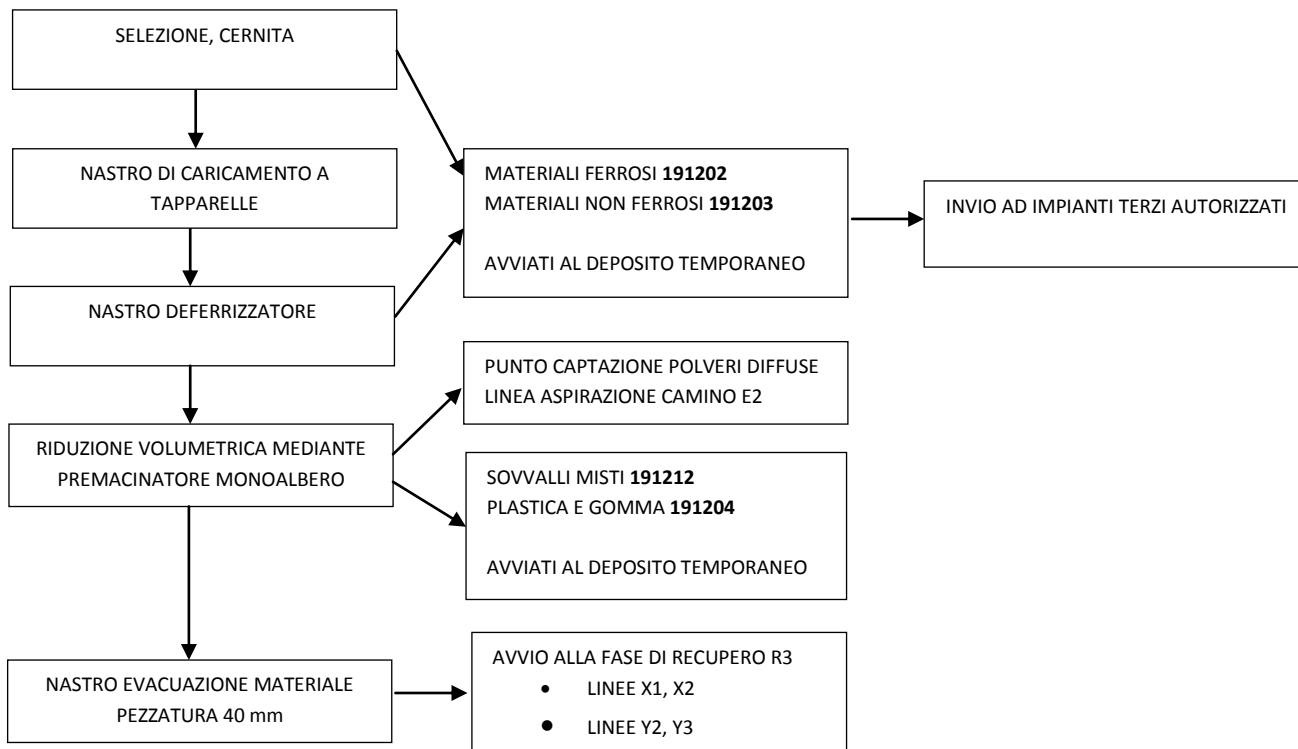 SELEZIONE, CERNITA
NASTRO DI CARICAMENTO A
TAPPARELLE
MATERIALI FERROSI 191202
MATERIALI NON FERROSI 191203
AVVIATI AL DEPOSITO TEMPORANEO
INVIO AD IMPIANTI TERZI AUTORIZZATI
NASTRO DEFERRIZZATORE
PUNTO CAPTAZIONE POLVERI DIFFUSE
LINEA ASPIRAZIONE CAMINO E2
RIDUZIONE VOLUMETRICA MEDIANTE
PREMACINATORE MONOALBERO
SOVVALLI MISTI 191212
PLASTICA E GOMMA 191204
AVVIATI AL DEPOSITO TEMPORANEO
NASTRO EVACUAZIONE MATERIALE
PEZZATURA 40 mm
AVVIO ALLA FASE DI RECUPERO R3
• LINEE X1, X2
• LINEE Y2, Y3